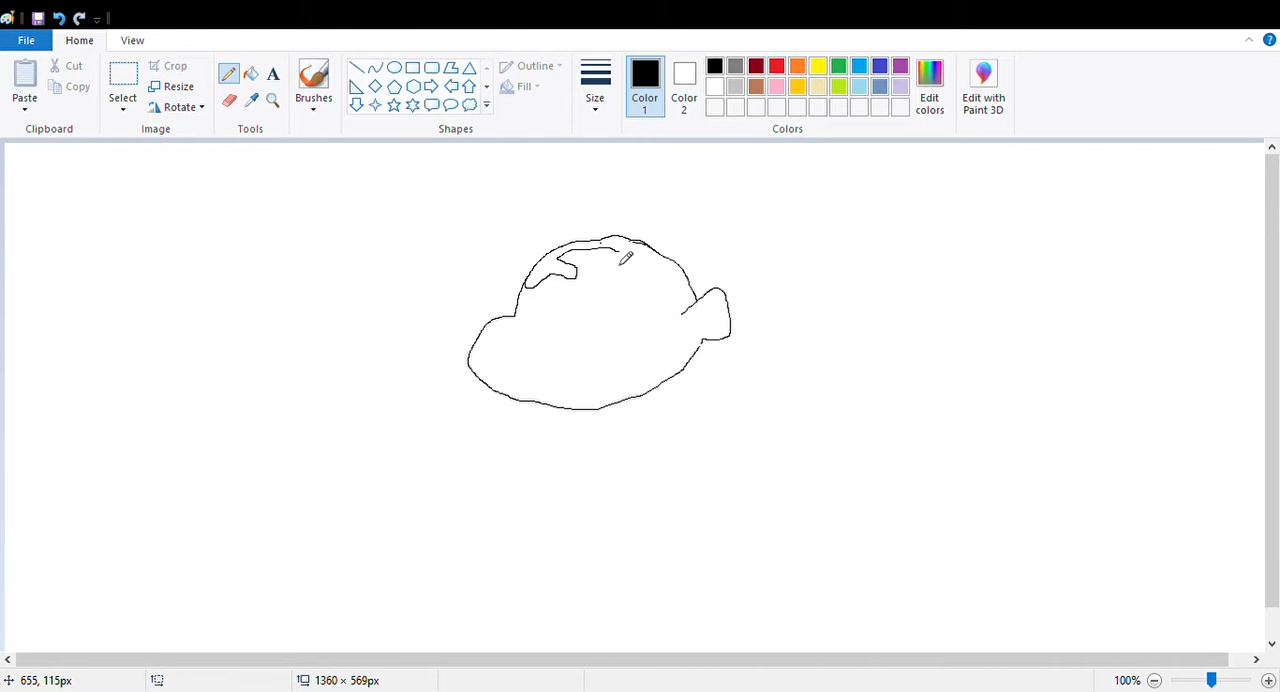 File Home View
Paste
Cut
Copy
Clipboard
Select
Crop
Resize
Rotate
Image
A
Tools
Brushes
Outline
Fill
Shapes
Size
Color 1
Color 2
Edit colors
Colors
Edit with Paint 3D
655, 115px
1360 × 569px
100%